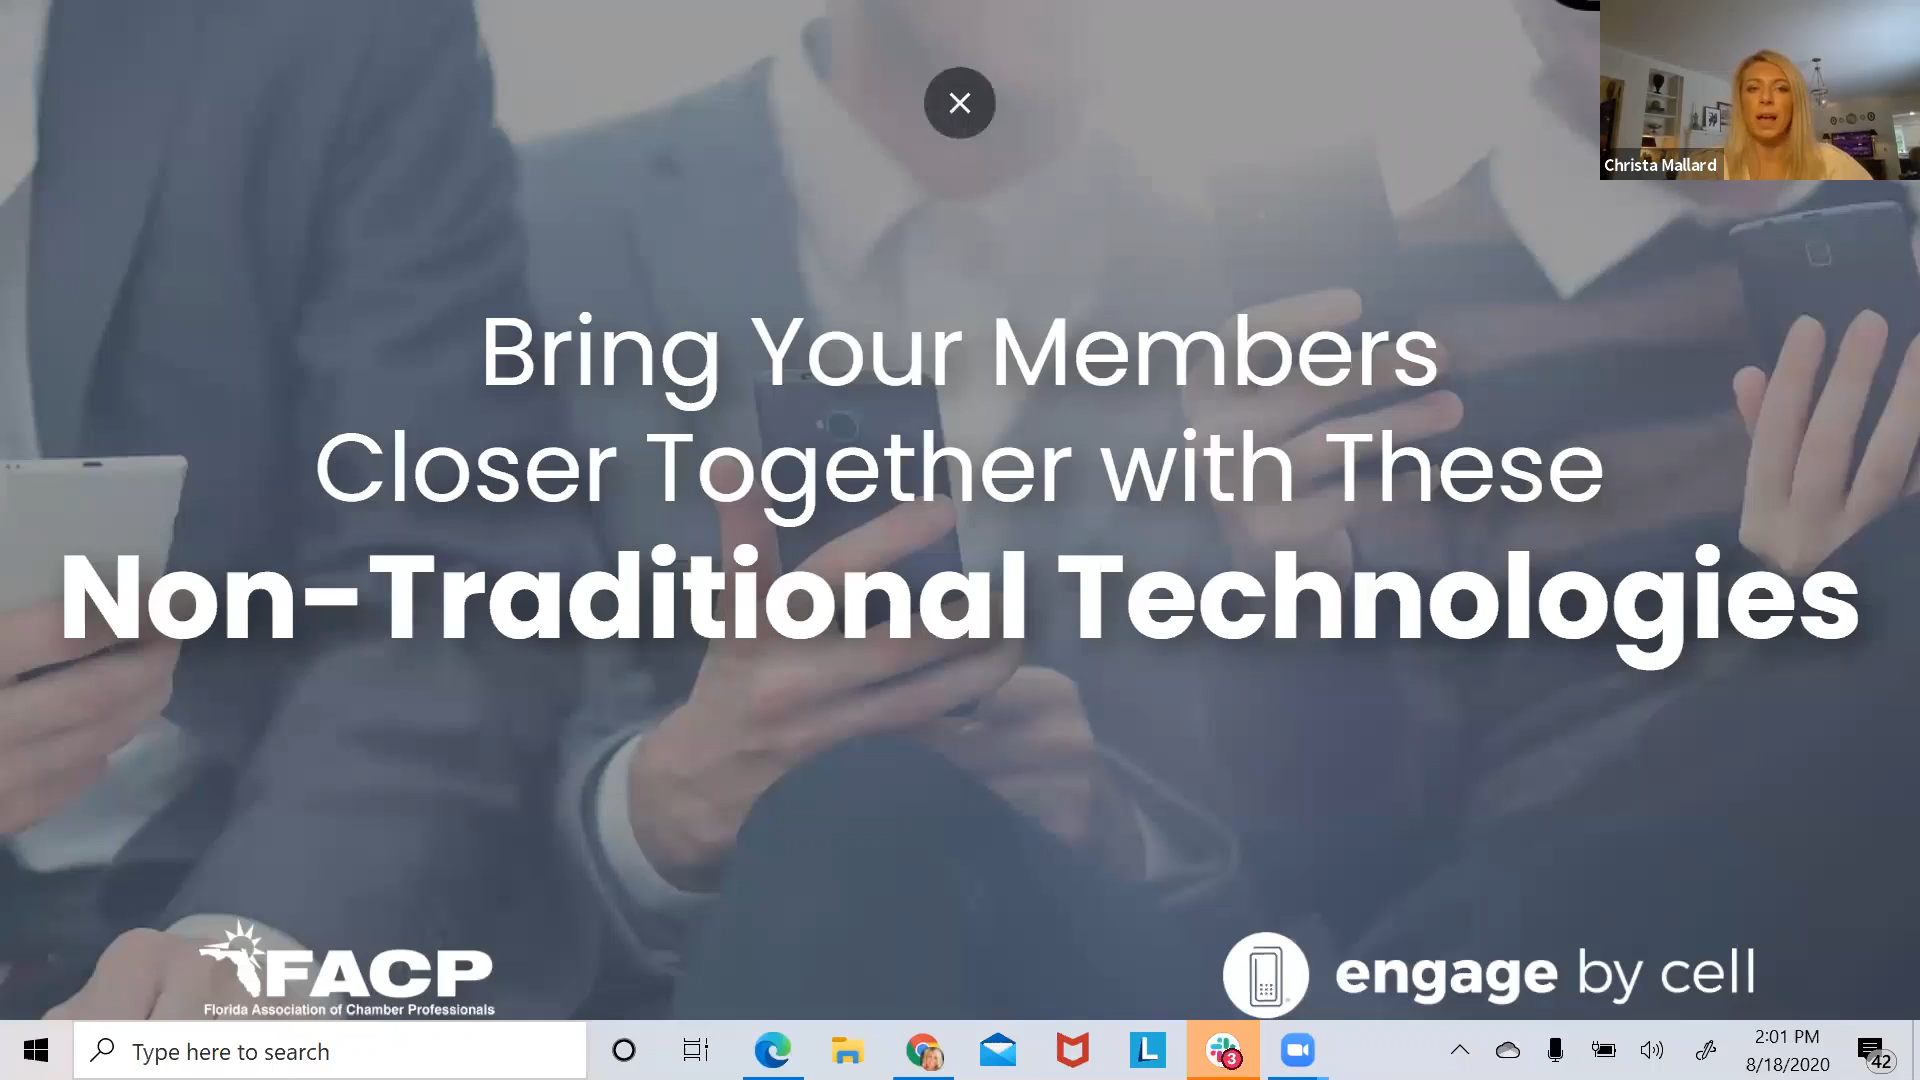 Christa Mallard
Bring Your Members
Closer Together with These
Non-Traditional Technologies
FACP
Florida Association of Chamber Professionals
engage by cell
Type here to search
L
3
2:01 PM
8/18/2020
42